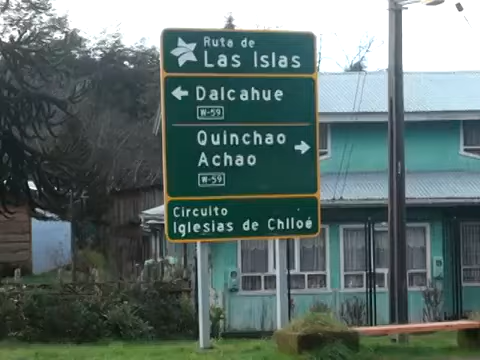 Ruta de
Las Islas
Dalcahue
W-59
Quinchao
Achao
W-59
Circuito
Iglesias de Chiloé